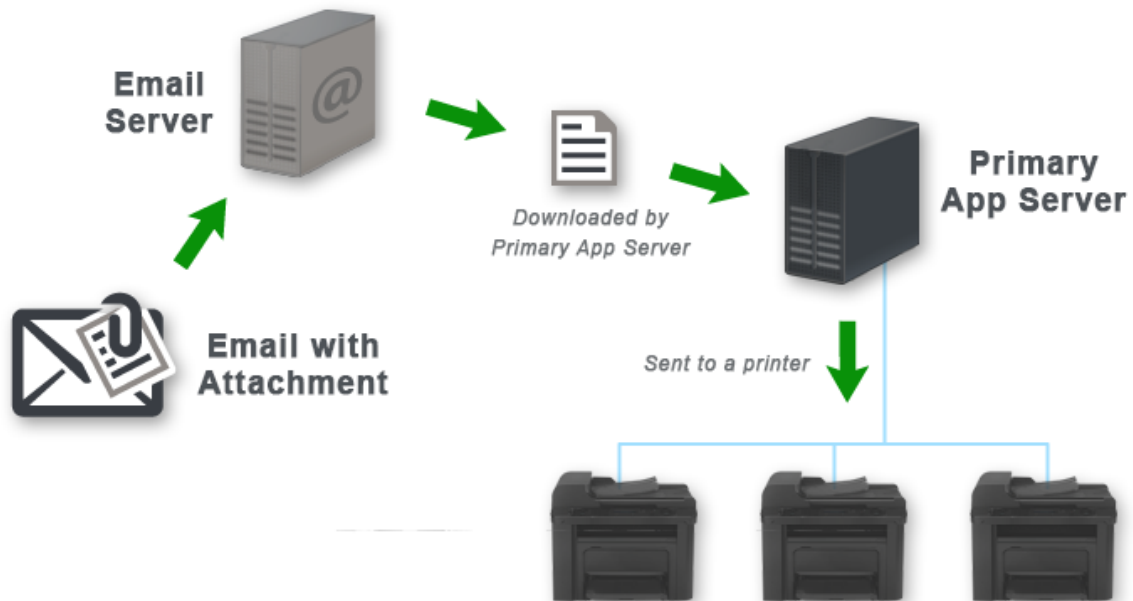 Email
Server
@
Downloaded by
Primary App Server
Primary
App Server
Email with
Attachment
Sent to a printer